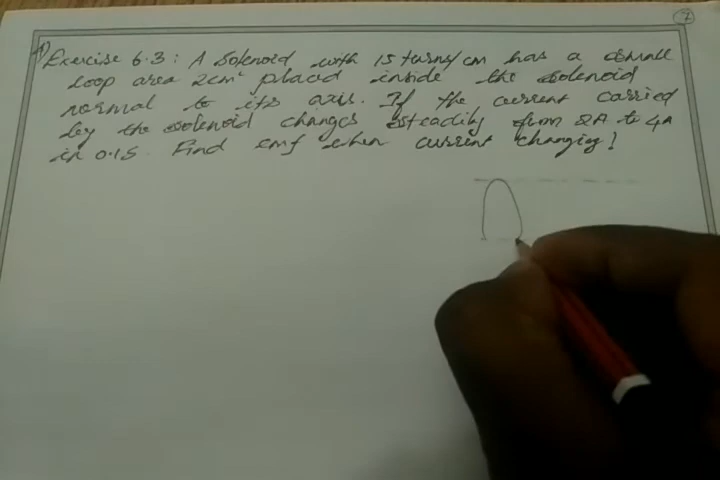 7
1) Exercise 6.3 : A Solenoid with 15 turns/cm has a small
loop area 2cm² placed inside the solenoid
normal to its axis. If the current carried
by the solenoid changes steadily from 2A to 4A
in 0.1s. Find emf when current changing!